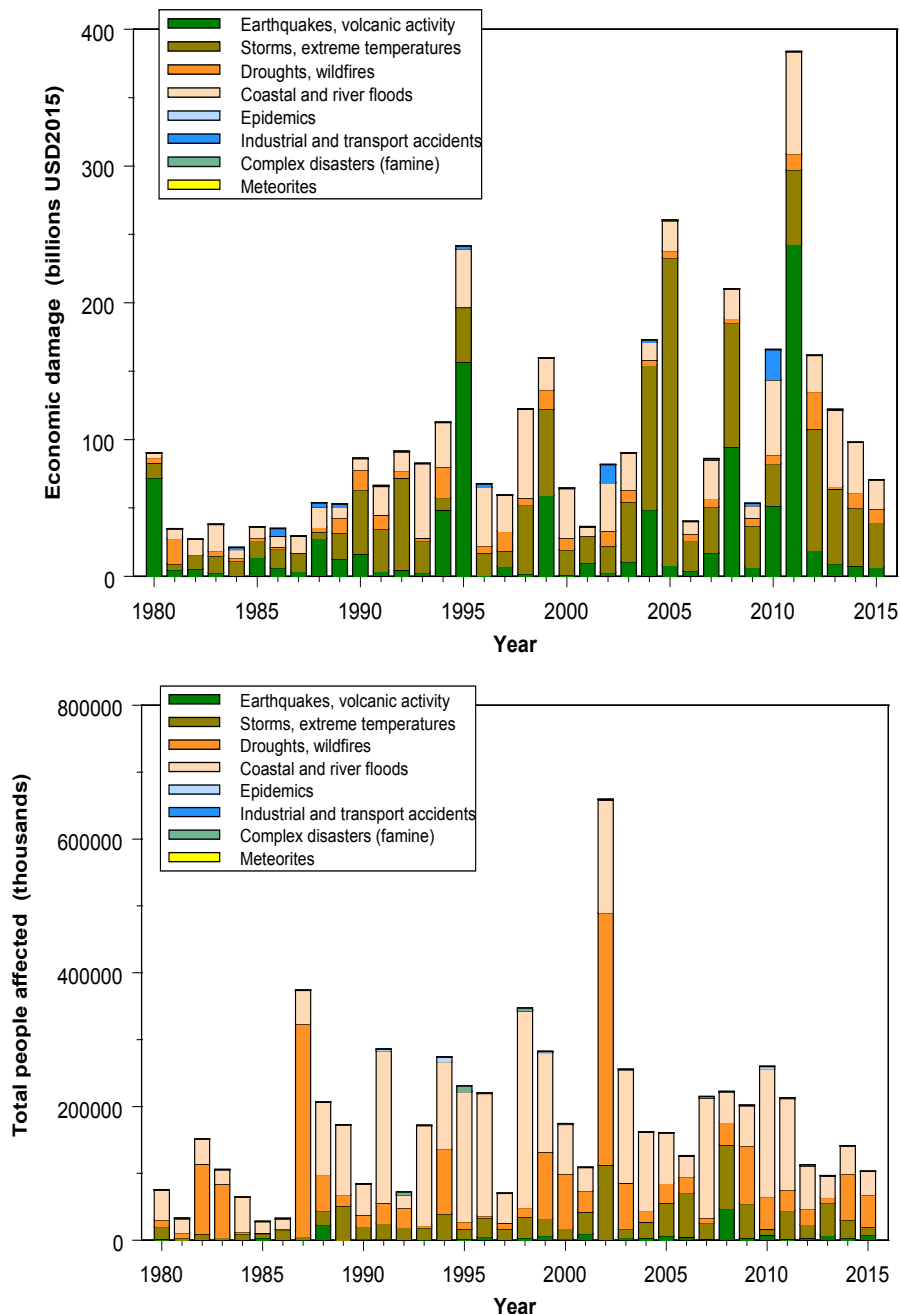 Earthquakes, volcanic activity
Storms, extreme temperatures
Droughts, wildfires
Coastal and river floods
Epidemics
Industrial and transport accidents
Complex disasters (famine)
Meteorites
Economic damage (billions USD2015)
400
300
200
100
0
1980 1985 1990 1995 2000 2005 2010 2015
Year
Earthquakes, volcanic activity
Storms, extreme temperatures
Droughts, wildfires
Coastal and river floods
Epidemics
Industrial and transport accidents
Complex disasters (famine)
Meteorites
Total people affected (thousands)
800000
600000
400000
200000
0
1980 1985 1990 1995 2000 2005 2010 2015
Year